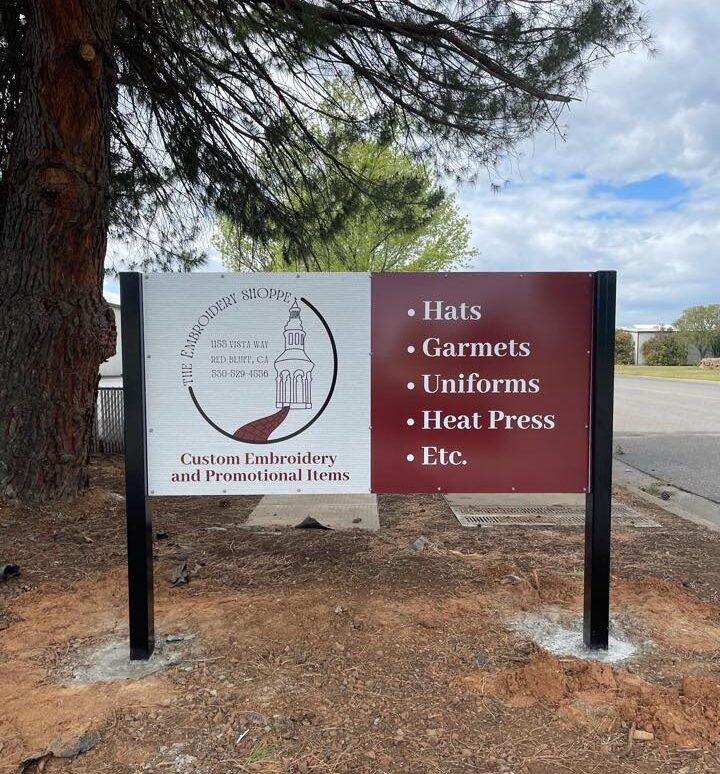 THE EMBROIDERY SHOPPE
1155 VISTA WAY
RED BLUFF, CA
530-529-4556
Custom Embroidery
and Promotional Items
• Hats
• Garmets
• Uniforms
• Heat Press
• Etc.